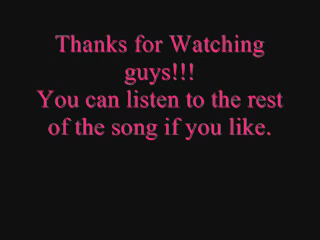 Thanks for Watching
guys!!!
You can listen to the rest
of the song if you like.